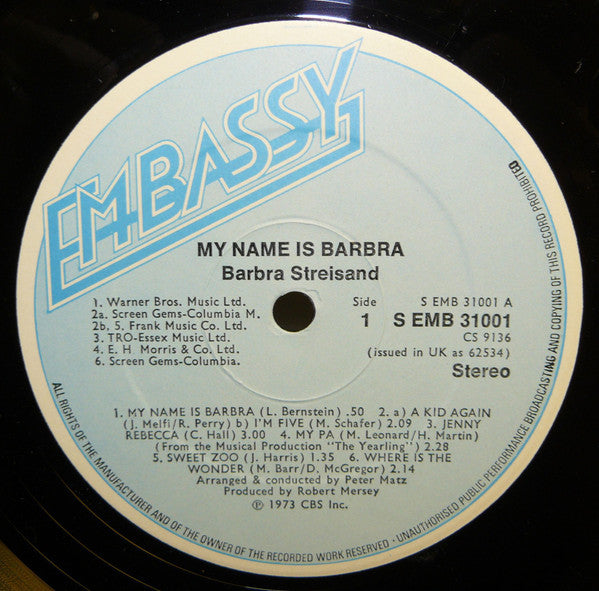 EMBASSY
MY NAME IS BARBRA
Barbra Streisand
1. Warner Bros. Music Ltd.
2a. Screen Gems-Columbia M.
2b, 5. Frank Music Co. Ltd.
3. TRO-Essex Music Ltd.
4. E. H. Morris & Co. Ltd.
6. Screen Gems-Columbia.
Side
1
S EMB 31001 A
S EMB 31001
CS 9136
(issued in UK as 62534)
Stereo
1. MY NAME IS BARBRA (L. Bernstein) .50 2. a) A KID AGAIN
(J. Melfi/R. Perry) b) I'M FIVE (M. Schafer) 2.09 3. JENNY
REBECCA (C. Hall) 3.00 4. MY PA (M. Leonard/H. Martin)
(From the Musical Production "The Yearling") 2.28
5. SWEET ZOO (J. Harris) 1.35 6. WHERE IS THE
WONDER (M. Barr/D. McGregor) 2.14
Arranged & conducted by Peter Matz
Produced by Robert Mersey
℗ 1973 CBS Inc.
ALL RIGHTS OF THE MANUFACTURER AND OF THE OWNER OF THE RECORDED WORK RESERVED · UNAUTHORISED PUBLIC PERFORMANCE BROADCASTING AND COPYING OF THIS RECORD PROHIBITED